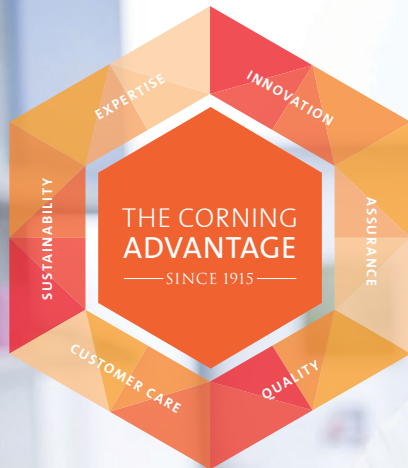 EXPERTISE
INNOVATION
SUSTAINABILITY
THE CORNING
ADVANTAGE
SINCE 1915
ASSURANCE
CUSTOMER CARE
QUALITY